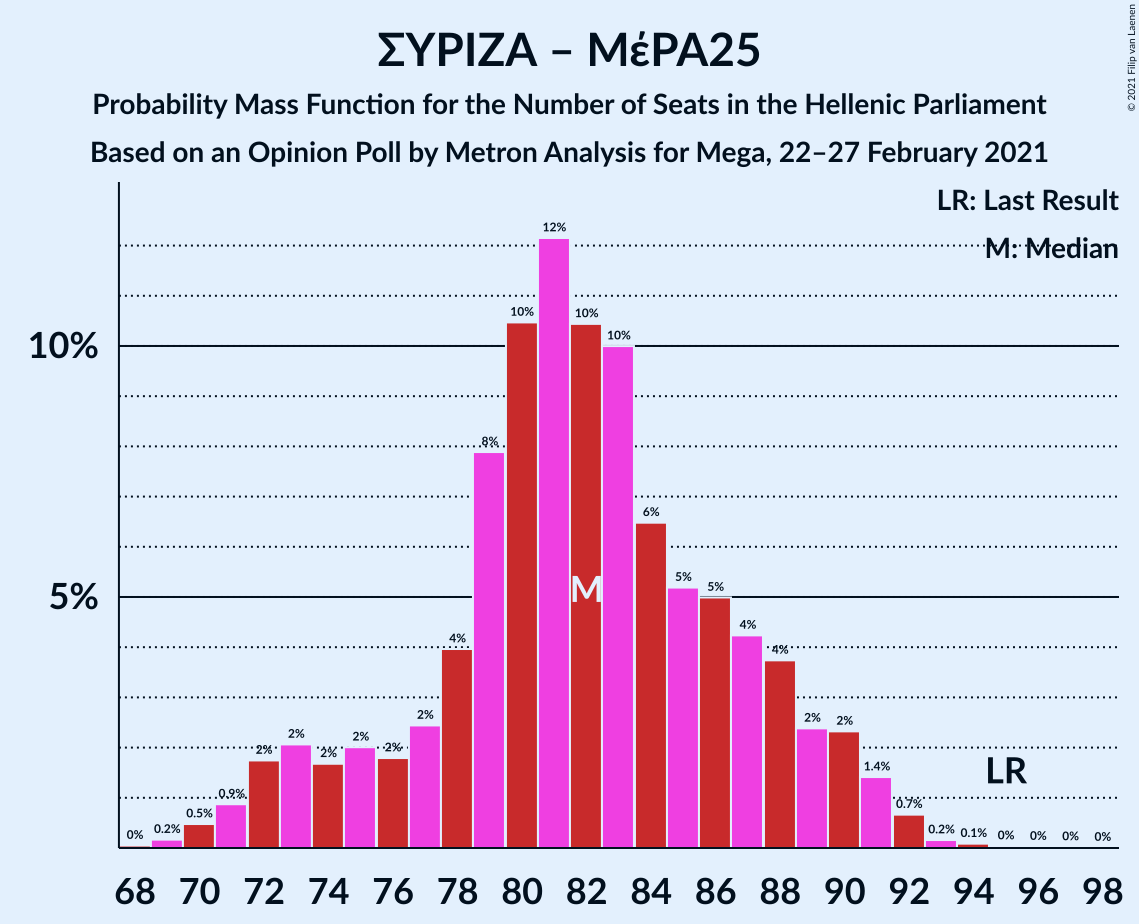 ΣΥΡΙΖΑ – ΜέΡΑ25
Probability Mass Function for the Number of Seats in the Hellenic Parliament
Based on an Opinion Poll by Metron Analysis for Mega, 22–27 February 2021
© 2021 Filip van Laenen
LR: Last Result
M: Median
12%
10% 10%
10%
10%
8%
6%
5% 5%
5%
M
4% 4% 4%
2% 2% 2% 2% 2% 2% 2% 2%
LR
1.4%
0% 0.2% 0.5% 0.9% 0.7% 0.2% 0.1% 0% 0% 0% 0%
68 70 72 74 76 78 80 82 84 86 88 90 92 94 96 98